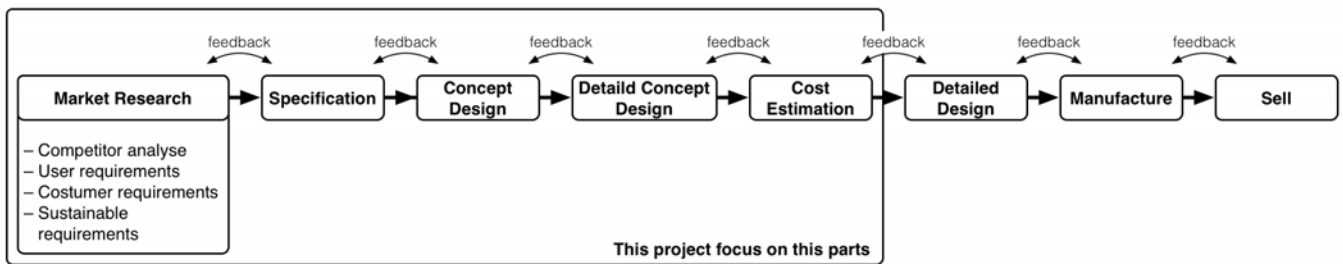 feedback
feedback
feedback
feedback
feedback
feedback
feedback
Market Research
Specification
Concept
Design
Detaild Concept
Design
Cost
Estimation
Detailed
Design
Manufacture
Sell
– Competitor analyse
– User requirements
– Costumer requirements
– Sustainable
requirements
This project focus on this parts